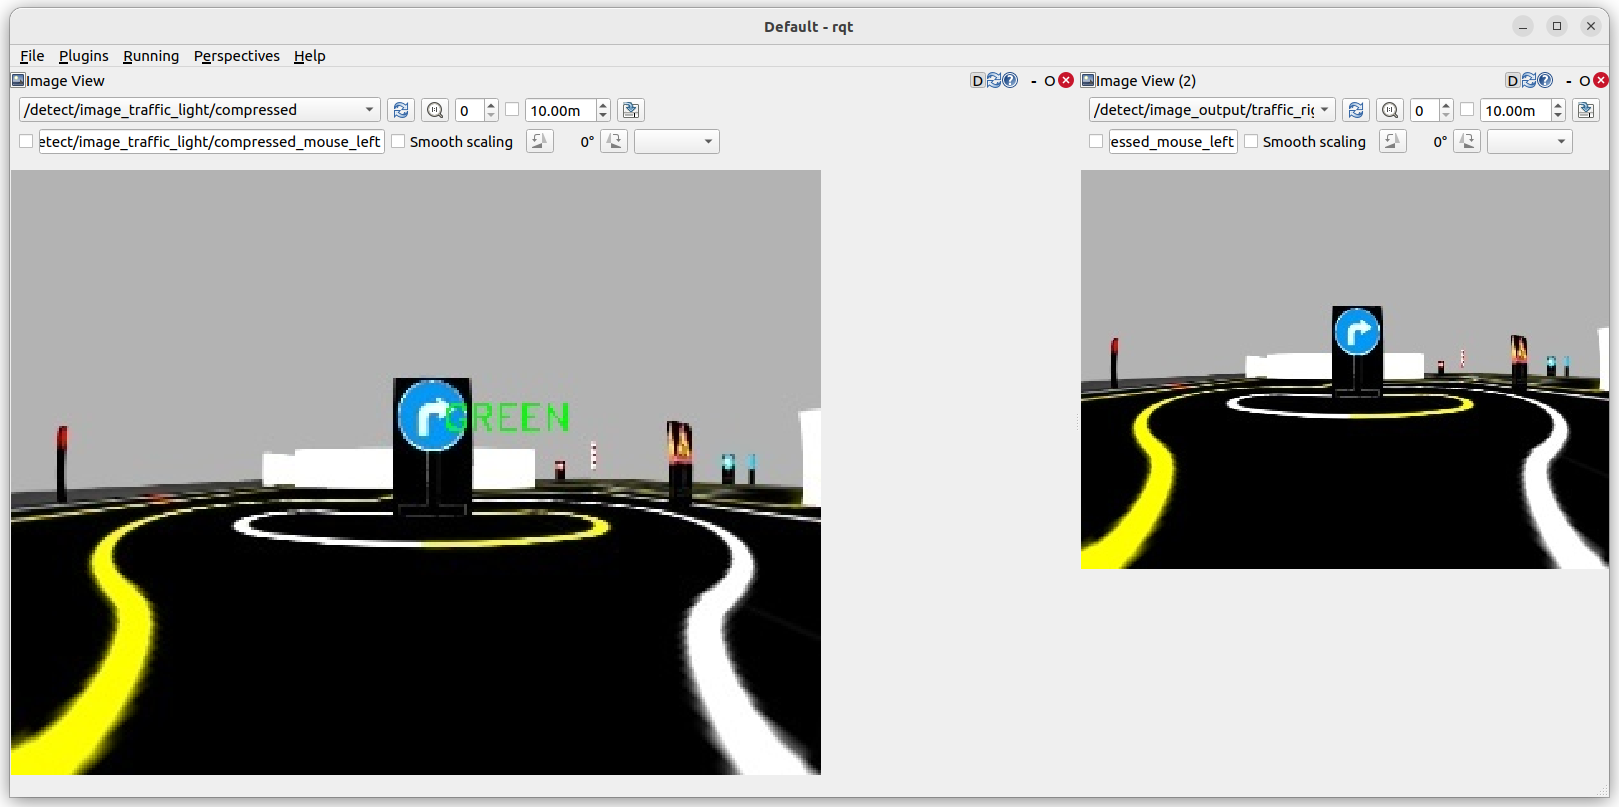 Default - rqt
File Plugins Running Perspectives Help
Image View
D - O
/detect/image_traffic_light/compressed 0 10.00m
etect/image_traffic_light/compressed_mouse_left Smooth scaling 0°
GREEN
Image View (2)
D - O
/detect/image_output/traffic_rig 0 10.00m
essed_mouse_left Smooth scaling 0°